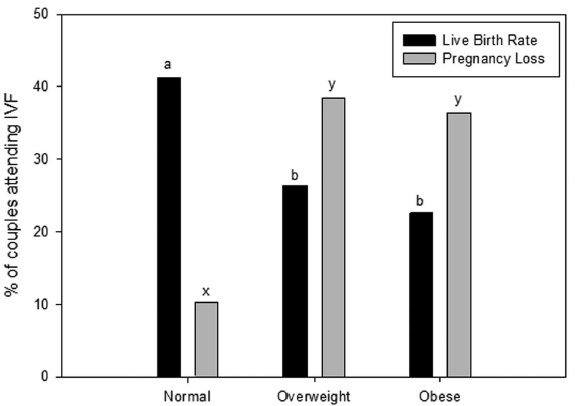 50
Live Birth Rate
Pregnancy Loss
a
40
y
y
% of couples attending IVF
30
b
b
20
x
10
0
Normal Overweight Obese